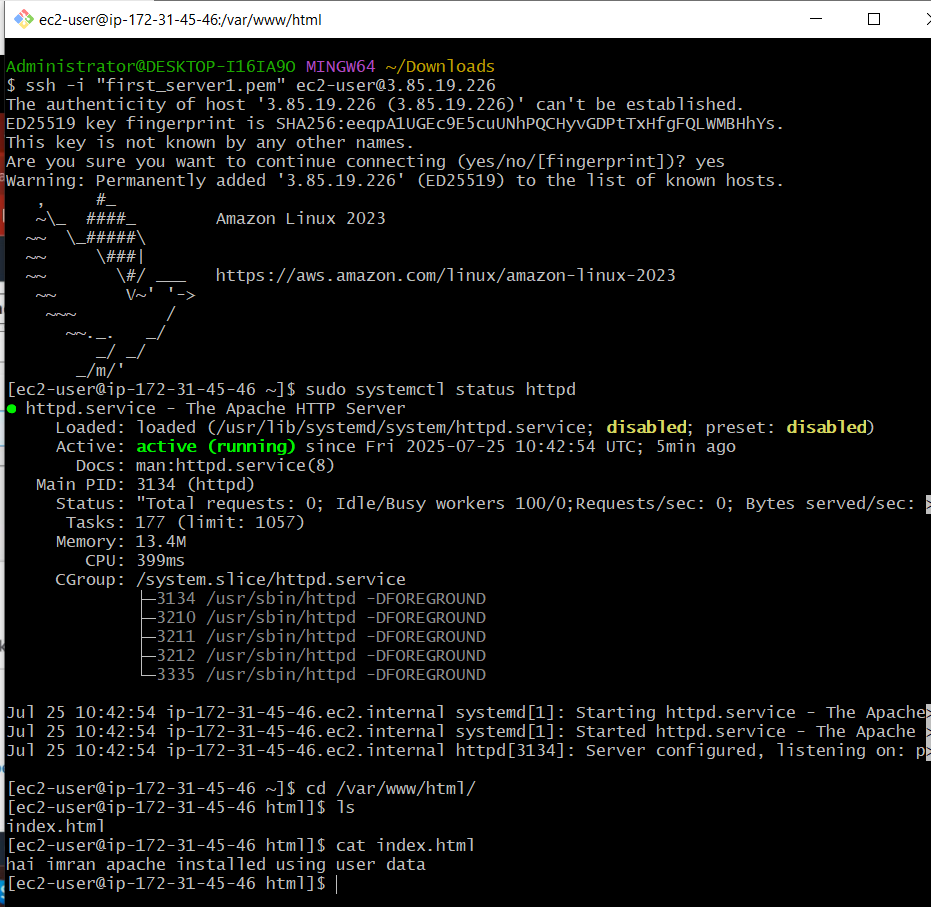 ec2-user@ip-172-31-45-46:/var/www/html
Administrator@DESKTOP-I16IA9O MINGW64 ~/Downloads
$ ssh -i "first_server1.pem" ec2-user@3.85.19.226
The authenticity of host '3.85.19.226 (3.85.19.226)' can't be established.
ED25519 key fingerprint is SHA256:eeqpA1UGEc9E5cuUNhPQCHyvGDPtTxHfgFQLWMBHhYs.
This key is not known by any other names.
Are you sure you want to continue connecting (yes/no/[fingerprint])? yes
Warning: Permanently added '3.85.19.226' (ED25519) to the list of known hosts.
   ,     #_
   ~\_  ####_        Amazon Linux 2023
  ~~  \_#####\
  ~~     \###|
  ~~       \#/ ___   https://aws.amazon.com/linux/amazon-linux-2023
   ~~       V~' '->
    ~~~         /
      ~~._.   _/
         _/ _/
       _/m/'
[ec2-user@ip-172-31-45-46 ~]$ sudo systemctl status httpd
● httpd.service - The Apache HTTP Server
     Loaded: loaded (/usr/lib/systemd/system/httpd.service; disabled; preset: disabled)
     Active: active (running) since Fri 2025-07-25 10:42:54 UTC; 5min ago
       Docs: man:httpd.service(8)
   Main PID: 3134 (httpd)
     Status: "Total requests: 0; Idle/Busy workers 100/0;Requests/sec: 0; Bytes served/sec: >
      Tasks: 177 (limit: 1057)
     Memory: 13.4M
        CPU: 399ms
     CGroup: /system.slice/httpd.service
             ├─3134 /usr/sbin/httpd -DFOREGROUND
             ├─3210 /usr/sbin/httpd -DFOREGROUND
             ├─3211 /usr/sbin/httpd -DFOREGROUND
             ├─3212 /usr/sbin/httpd -DFOREGROUND
             └─3335 /usr/sbin/httpd -DFOREGROUND
Jul 25 10:42:54 ip-172-31-45-46.ec2.internal systemd[1]: Starting httpd.service - The Apache>
Jul 25 10:42:54 ip-172-31-45-46.ec2.internal systemd[1]: Started httpd.service - The Apache >
Jul 25 10:42:54 ip-172-31-45-46.ec2.internal httpd[3134]: Server configured, listening on: p>
[ec2-user@ip-172-31-45-46 ~]$ cd /var/www/html/
[ec2-user@ip-172-31-45-46 html]$ ls
index.html
[ec2-user@ip-172-31-45-46 html]$ cat index.html
hai imran apache installed using user data
[ec2-user@ip-172-31-45-46 html]$